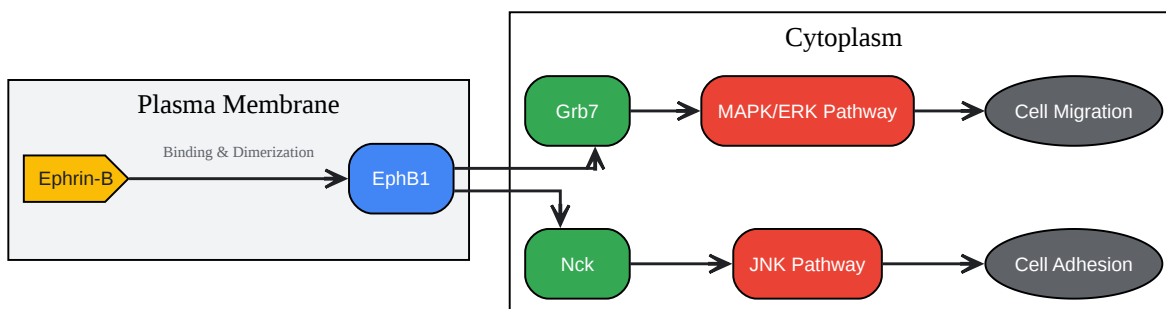 Cytoplasm
Plasma Membrane
Grb7
MAPK/ERK Pathway
Cell Migration
Binding & Dimerization
Ephrin-B
EphB1
Nck
JNK Pathway
Cell Adhesion